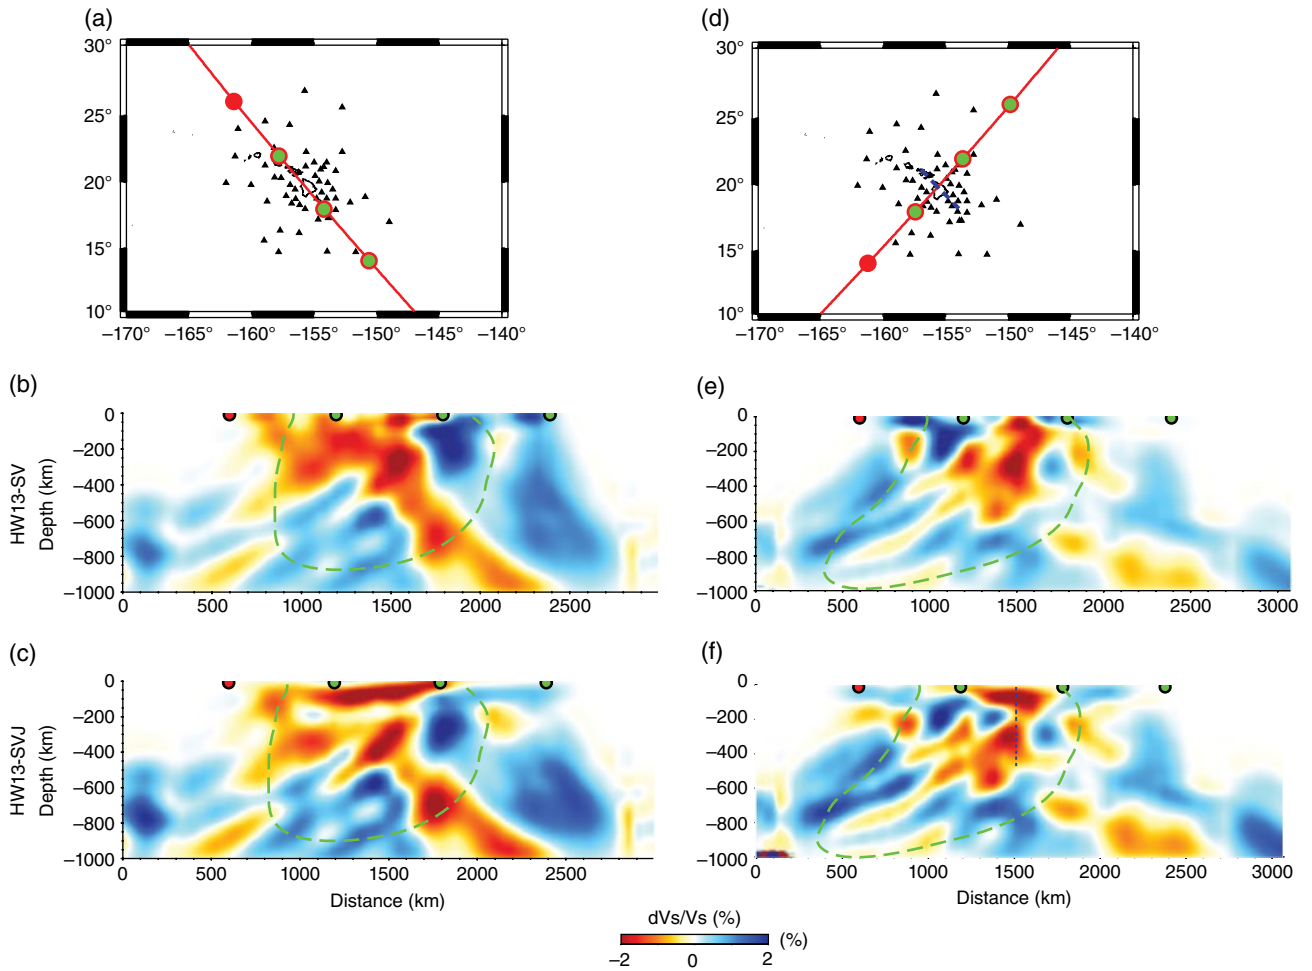 (a)
30°
25°
20°
15°
10°
−170° −165° −160° −155° −150° −145° −140°
(d)
30°
25°
20°
15°
10°
−170° −165° −160° −155° −150° −145° −140°
(b)
HW13-SV
Depth (km)
0
−200
−400
−600
−800
−1000
0 500 1000 1500 2000 2500
(e)
0
−200
−400
−600
−800
−1000
0 500 1000 1500 2000 2500 3000
(c)
HW13-SVJ
Depth (km)
0
−200
−400
−600
−800
−1000
0 500 1000 1500 2000 2500
Distance (km)
(f)
0
−200
−400
−600
−800
−1000
0 500 1000 1500 2000 2500 3000
Distance (km)
dVs/Vs (%)
(%)
−2 0 2